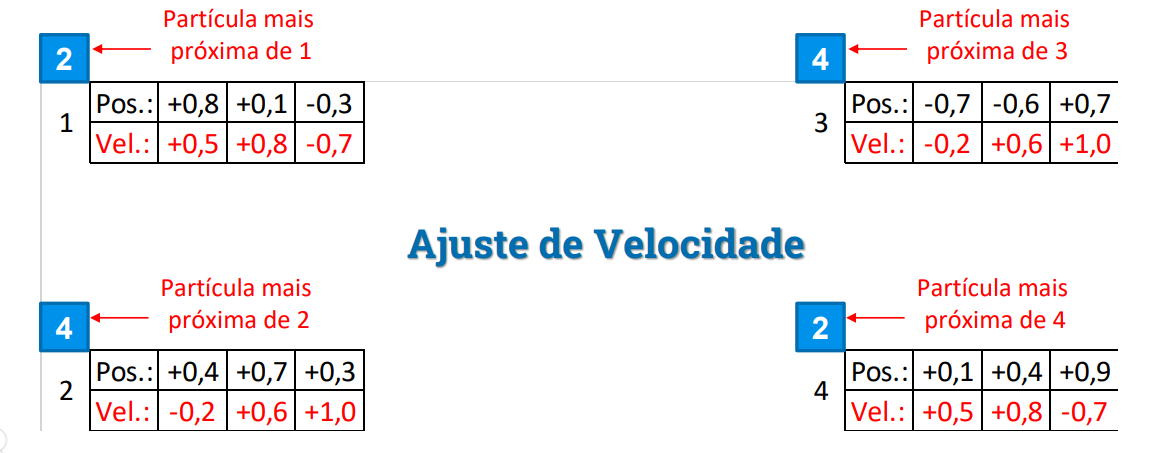 Partícula mais
próxima de 1
2
1
Pos.: +0,8 +0,1 -0,3
Vel.: +0,5 +0,8 -0,7
Partícula mais
próxima de 3
4
3
Pos.: -0,7 -0,6 +0,7
Vel.: -0,2 +0,6 +1,0
Ajuste de Velocidade
Partícula mais
próxima de 2
4
2
Pos.: +0,4 +0,7 +0,3
Vel.: -0,2 +0,6 +1,0
Partícula mais
próxima de 4
2
4
Pos.: +0,1 +0,4 +0,9
Vel.: +0,5 +0,8 -0,7